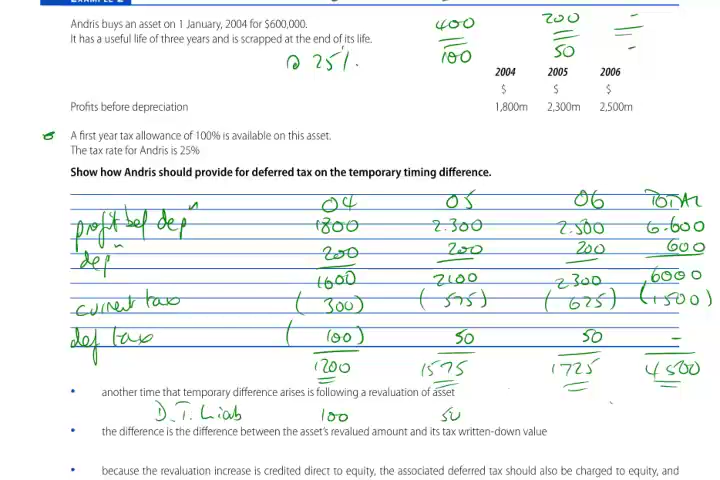 EXAMPLE 2
Andris buys an asset on 1 January, 2004 for $600,000. 400 200 –
It has a useful life of three years and is scrapped at the end of its life. 100 50 –
@ 25%
2004 2005 2006
$ $ $
Profits before depreciation 1,800m 2,300m 2,500m
A first year tax allowance of 100% is available on this asset.
The tax rate for Andris is 25%
Show how Andris should provide for deferred tax on the temporary timing difference.
04 05 06 TOTAL
profit bef depn 1800 2.300 2.500 6.600
depn 200 200 200 600
1600 2100 2300 6000
current tax (300) (575) (625) (1500)
def tax (100) 50 50 –
1200 1575 1725 4500
• another time that temporary difference arises is following a revaluation of asset
D.T. Liab 100 50
• the difference is the difference between the asset's revalued amount and its tax written-down value
• because the revaluation increase is credited direct to equity, the associated deferred tax should also be charged to equity, and